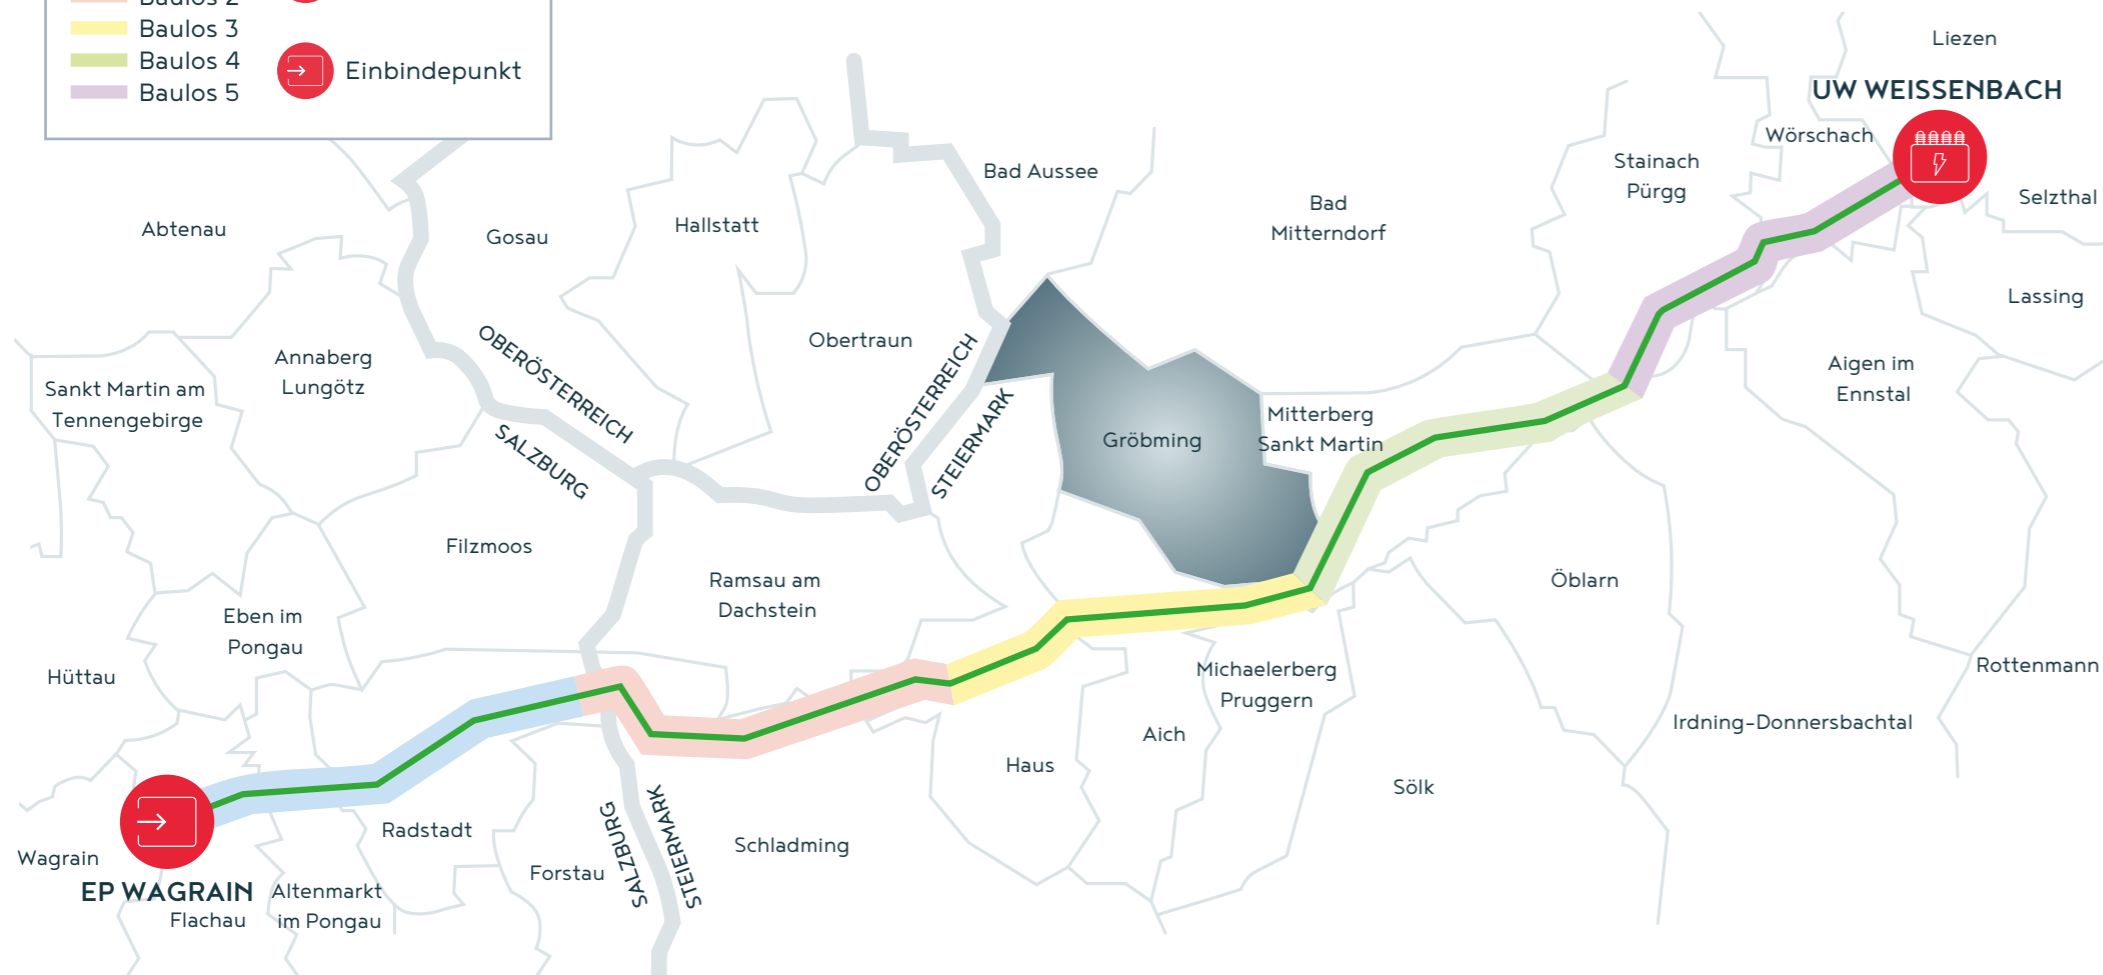 Baulos 2
Baulos 3
Baulos 4
Baulos 5
Einbindepunkt
Liezen
UW WEISSENBACH
Wörschach
Stainach
Pürgg
Selzthal
Bad Aussee
Bad
Mitterndorf
Abtenau
Gosau
Hallstatt
Lassing
Obertraun
OBERÖSTERREICH
SALZBURG
OBERÖSTERREICH
STEIERMARK
Annaberg
Lungötz
Sankt Martin am
Tennengebirge
Aigen im
Ennstal
Gröbming
Mitterberg
Sankt Martin
Filzmoos
Ramsau am
Dachstein
Öblarn
Eben im
Pongau
Hüttau
Michaelerberg
Pruggern
Rottenmann
Irdning-Donnersbachtal
Aich
Haus
Sölk
Radstadt
SALZBURG
STEIERMARK
Schladming
Wagrain
Forstau
EP WAGRAIN
Flachau
Altenmarkt
im Pongau